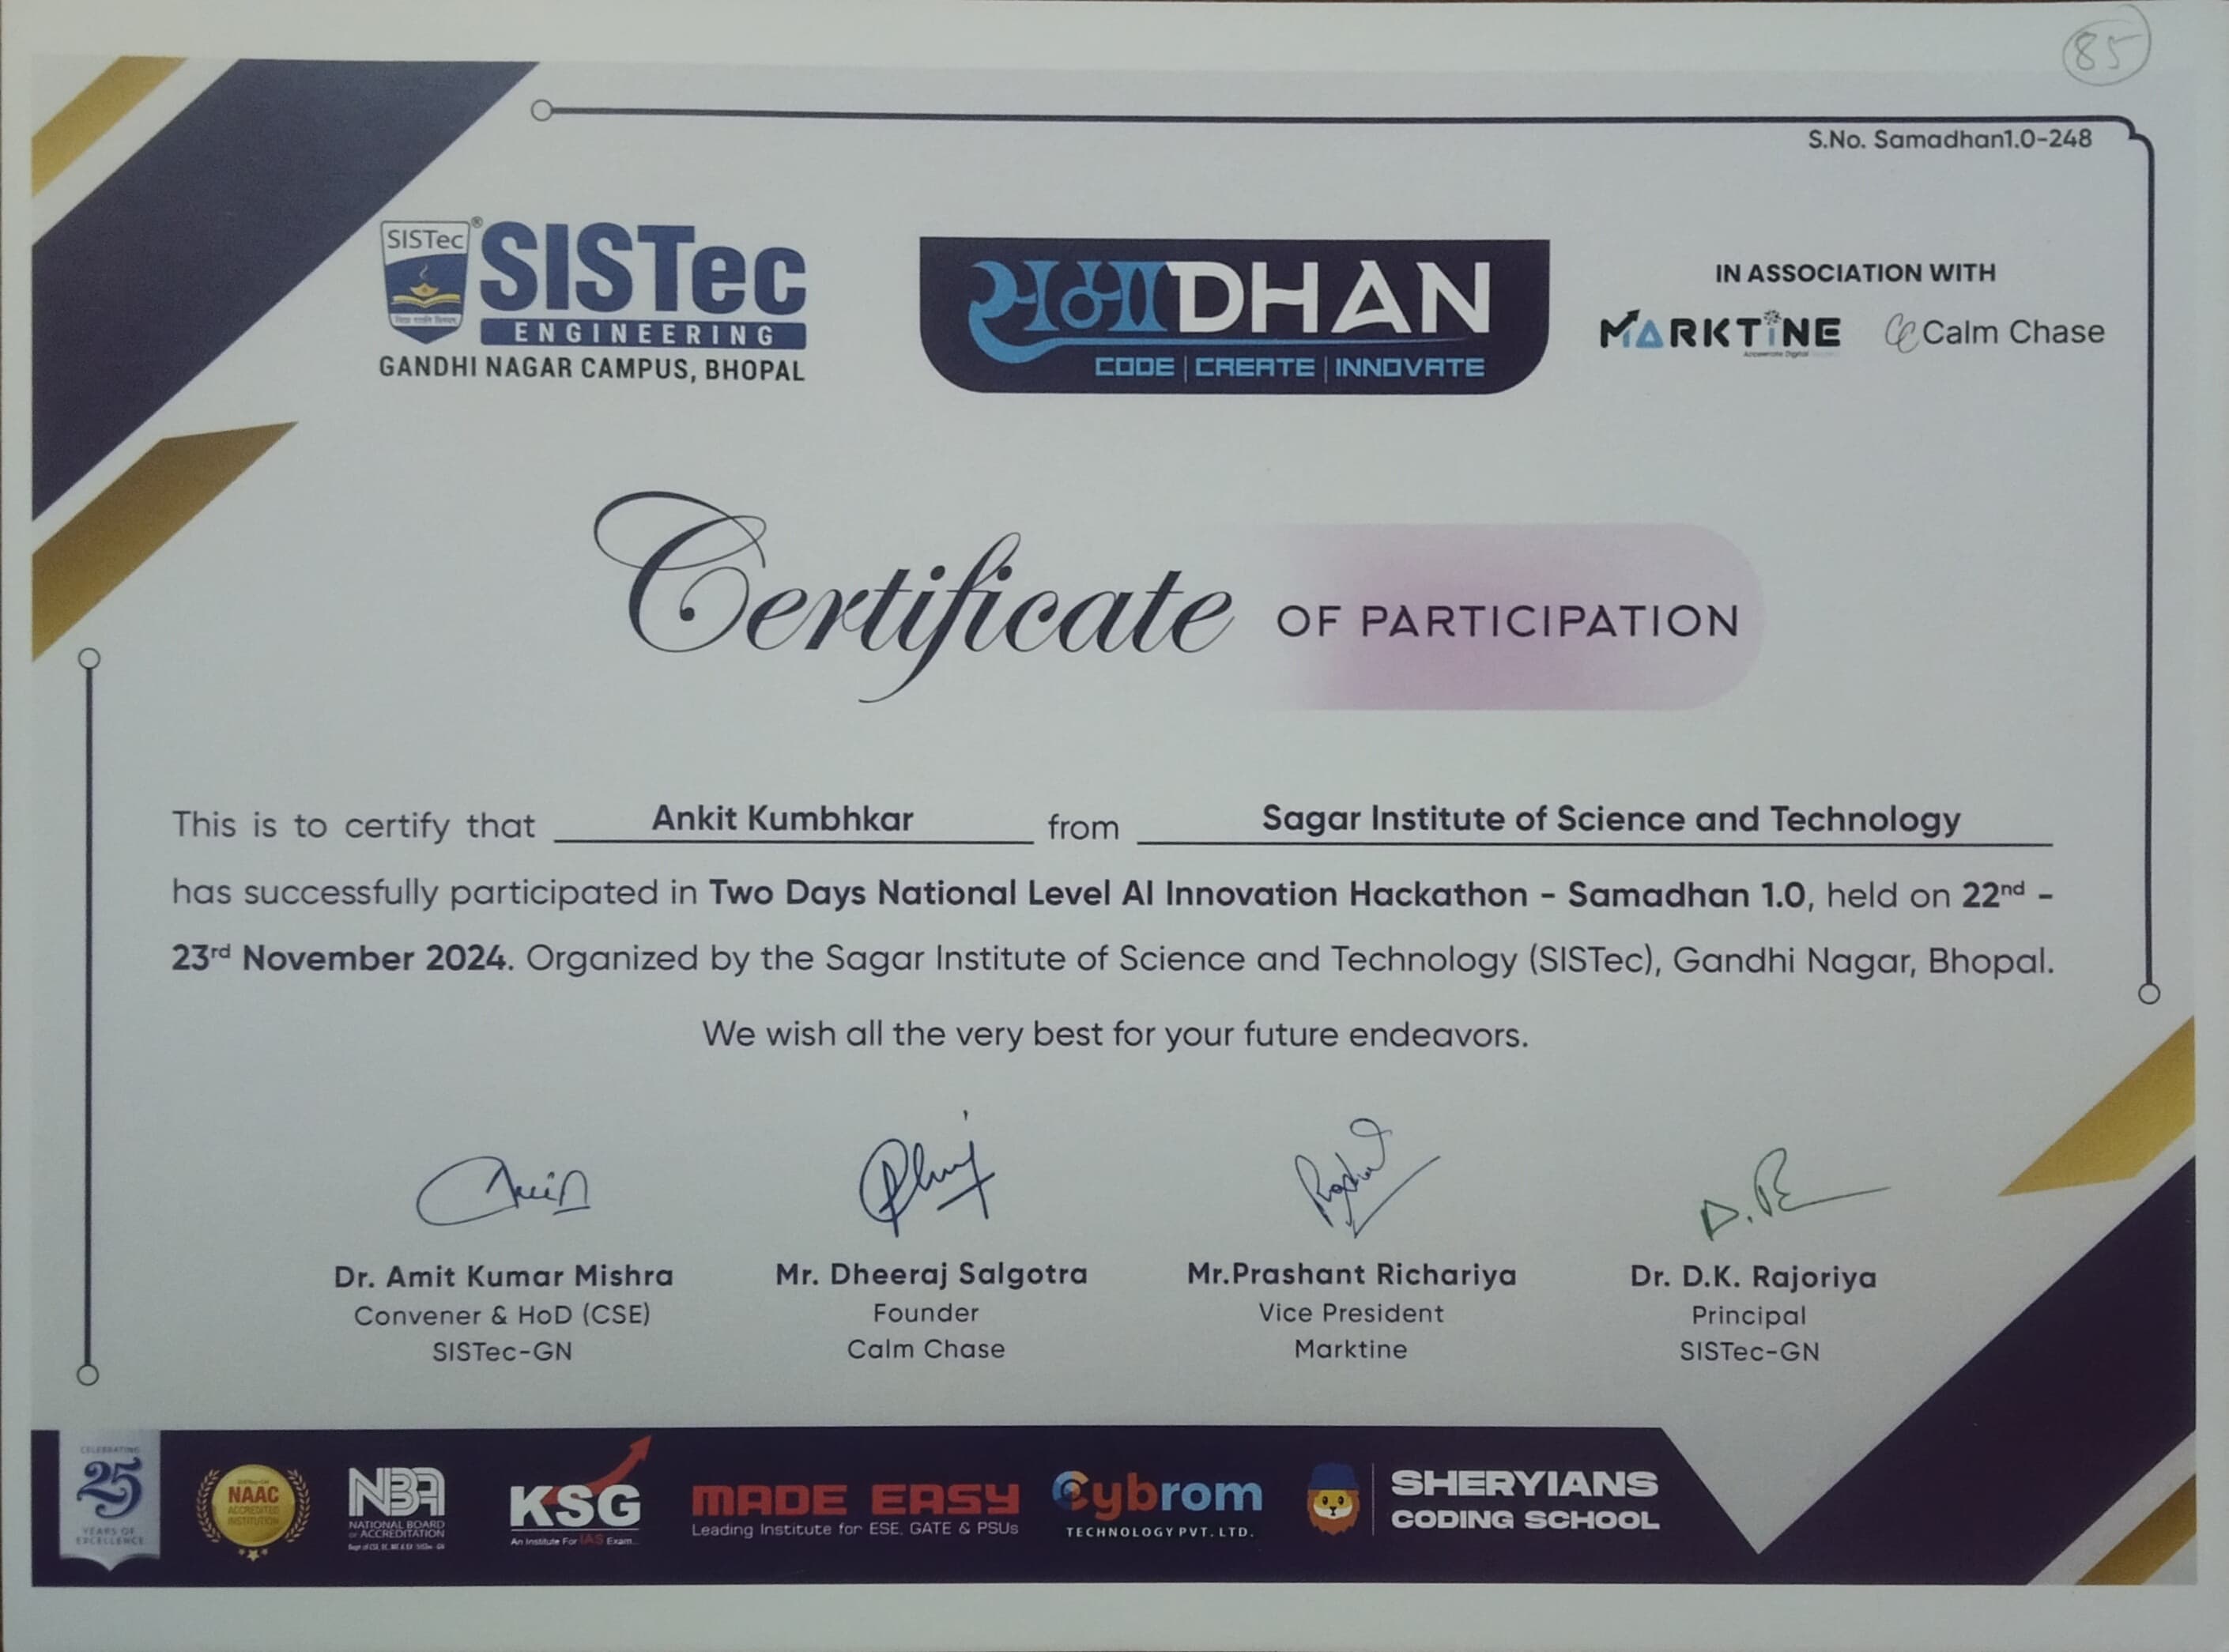 85
S.No. Samadhan1.0-248
SISTec
SISTec®
ENGINEERING
GANDHI NAGAR CAMPUS, BHOPAL
समाDHAN
CODE | CREATE | INNOVATE
IN ASSOCIATION WITH
MARKTINE
Calm Chase
Certificate OF PARTICIPATION
This is to certify that Ankit Kumbhkar from Sagar Institute of Science and Technology
has successfully participated in Two Days National Level AI Innovation Hackathon - Samadhan 1.0, held on 22nd -
23rd November 2024. Organized by the Sagar Institute of Science and Technology (SISTec), Gandhi Nagar, Bhopal.
We wish all the very best for your future endeavors.
Dr. Amit Kumar Mishra
Convener & HoD (CSE)
SISTec-GN
Mr. Dheeraj Salgotra
Founder
Calm Chase
Mr.Prashant Richariya
Vice President
Marktine
Dr. D.K. Rajoriya
Principal
SISTec-GN
CELEBRATING
25
YEARS OF
EXCELLENCE
NAAC
ACCREDITED
INSTITUTION
NBA
NATIONAL BOARD
OF ACCREDITATION
KSG
An Institute For IAS Exam..
MADE EASY
Leading Institute for ESE, GATE & PSUs
Cybrom
TECHNOLOGY PVT. LTD.
SHERYIANS
CODING SCHOOL